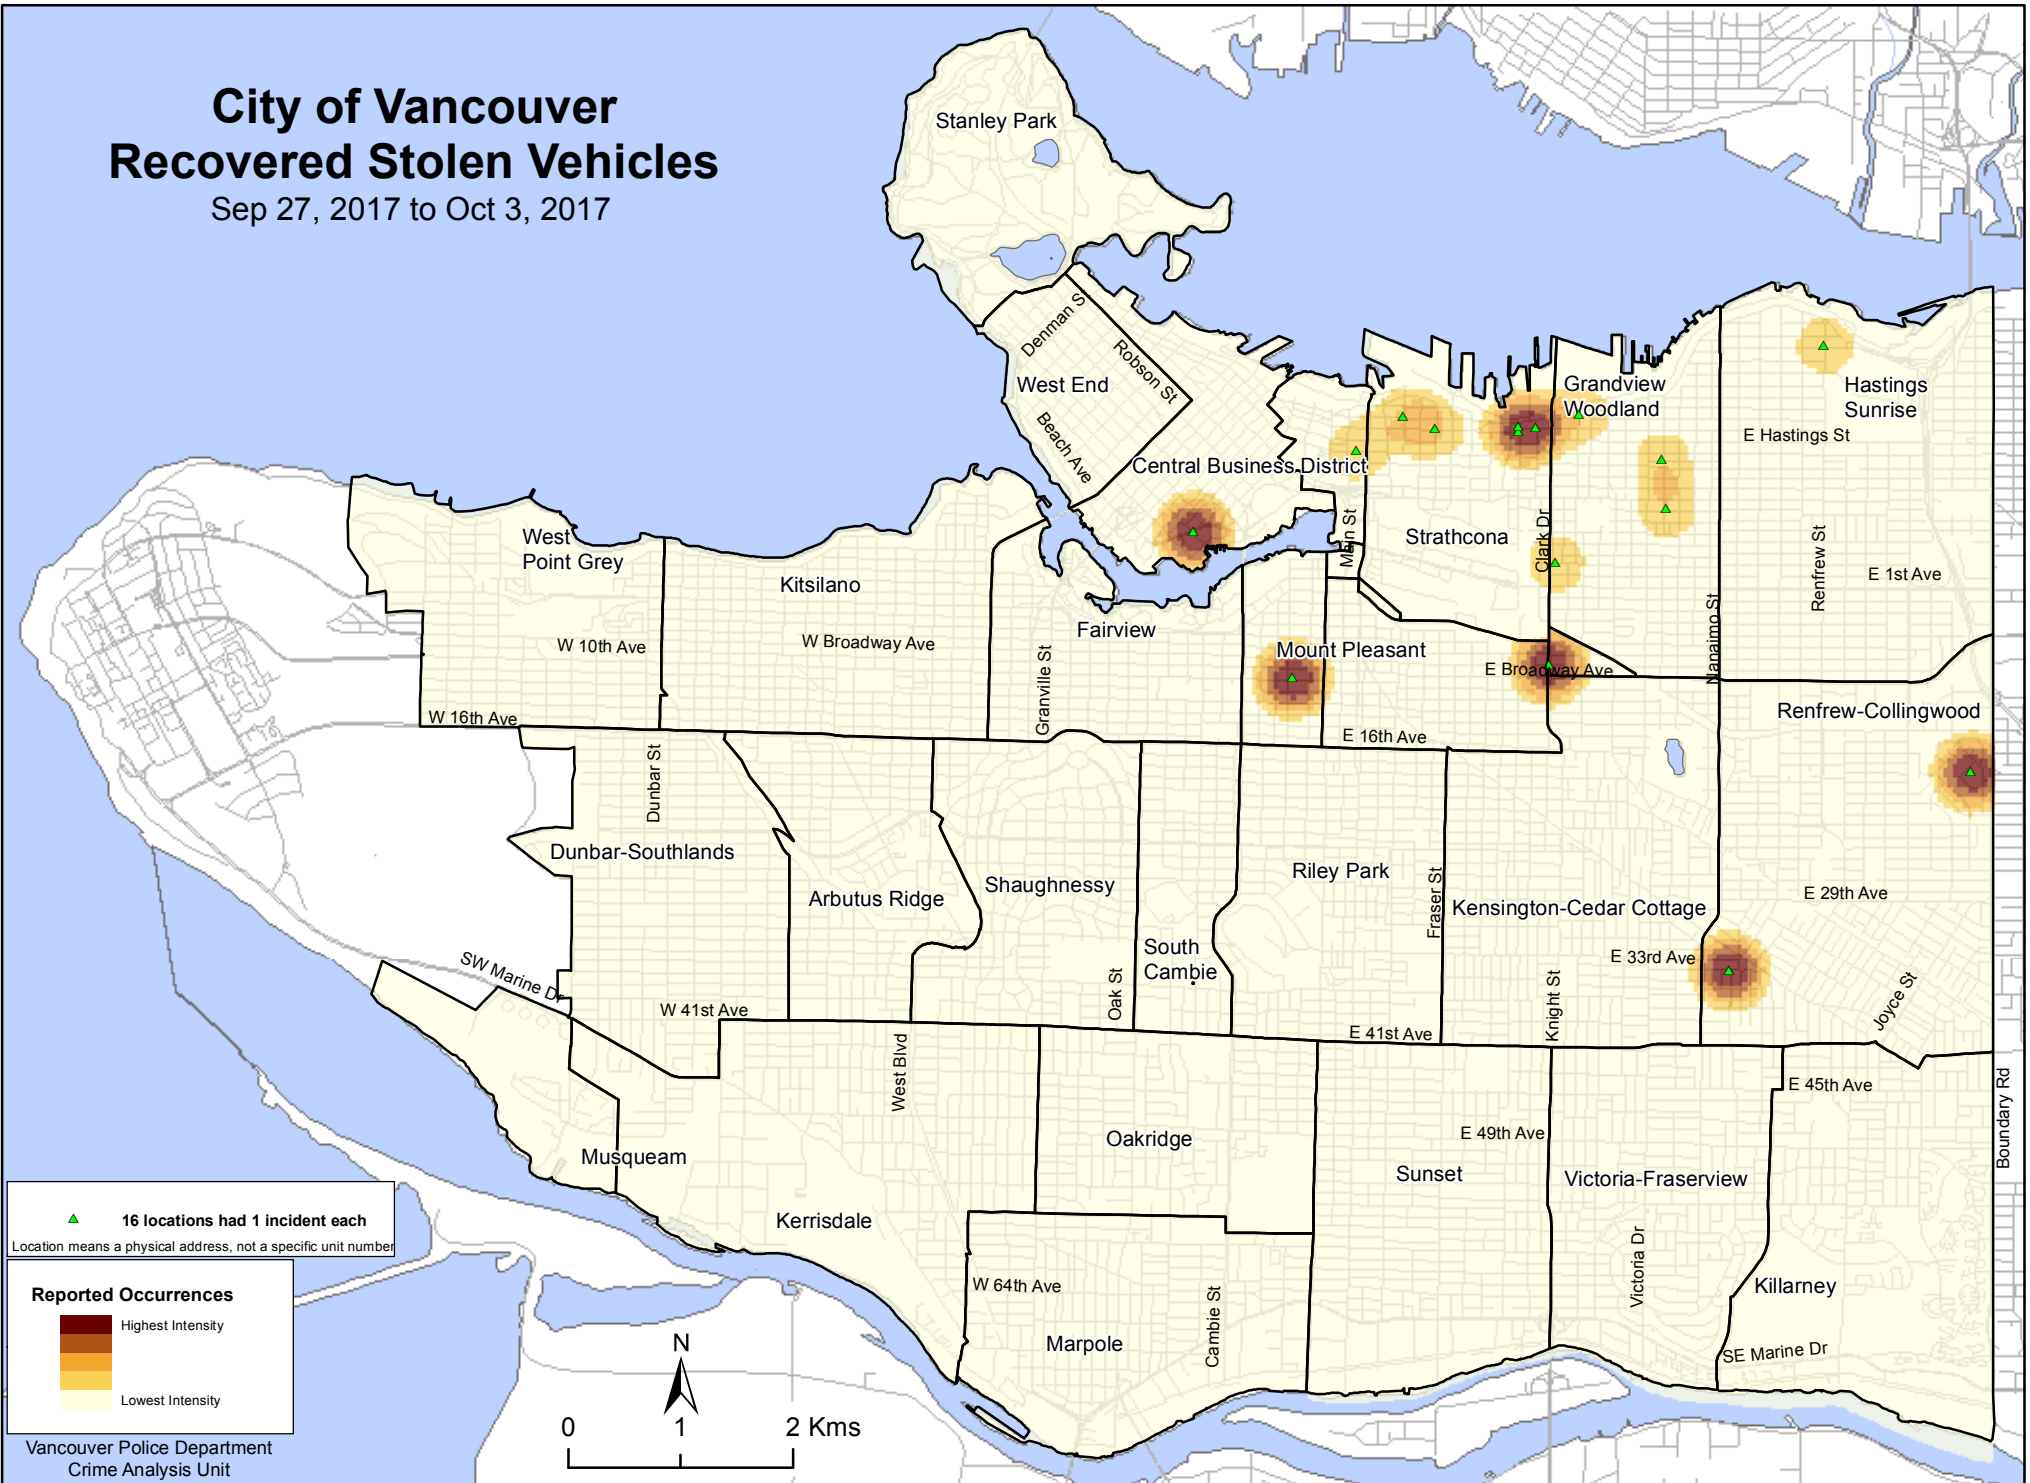 City of Vancouver
Recovered Stolen Vehicles
Sep 27, 2017 to Oct 3, 2017
Stanley Park
Denman St
Robson St
West End
Beach Ave
Central Business District
Grandview
Woodland
Hastings
Sunrise
E Hastings St
Main St
Strathcona
Clark Dr
Renfrew St
E 1st Ave
Nanaimo St
West
Point Grey
Kitsilano
Fairview
W 10th Ave
W Broadway Ave
Granville St
Mount Pleasant
E Broadway Ave
W 16th Ave
E 16th Ave
Renfrew-Collingwood
Dunbar St
Dunbar-Southlands
Arbutus Ridge
Shaughnessy
Riley Park
Fraser St
Kensington-Cedar Cottage
E 29th Ave
South
Cambie
E 33rd Ave
SW Marine Dr
W 41st Ave
Oak St
E 41st Ave
Knight St
Joyce St
West Blvd
E 45th Ave
Boundary Rd
Oakridge
E 49th Ave
Musqueam
Sunset
Victoria-Fraserview
Kerrisdale
Victoria Dr
W 64th Ave
Cambie St
Killarney
Marpole
SE Marine Dr
16 locations had 1 incident each
Location means a physical address, not a specific unit number
Reported Occurrences
Highest Intensity
Lowest Intensity
N
0 1 2 Kms
Vancouver Police Department
Crime Analysis Unit